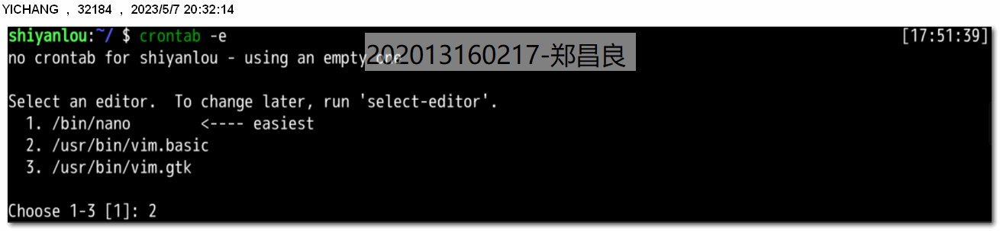 YICHANG , 32184 , 2023/5/7 20:32:14
shiyanlou:~/ $ crontab -e [17:51:39]
no crontab for shiyanlou - using an empty one
202013160217-郑昌良
Select an editor.  To change later, run 'select-editor'.
  1. /bin/nano        <---- easiest
  2. /usr/bin/vim.basic
  3. /usr/bin/vim.gtk
Choose 1-3 [1]: 2